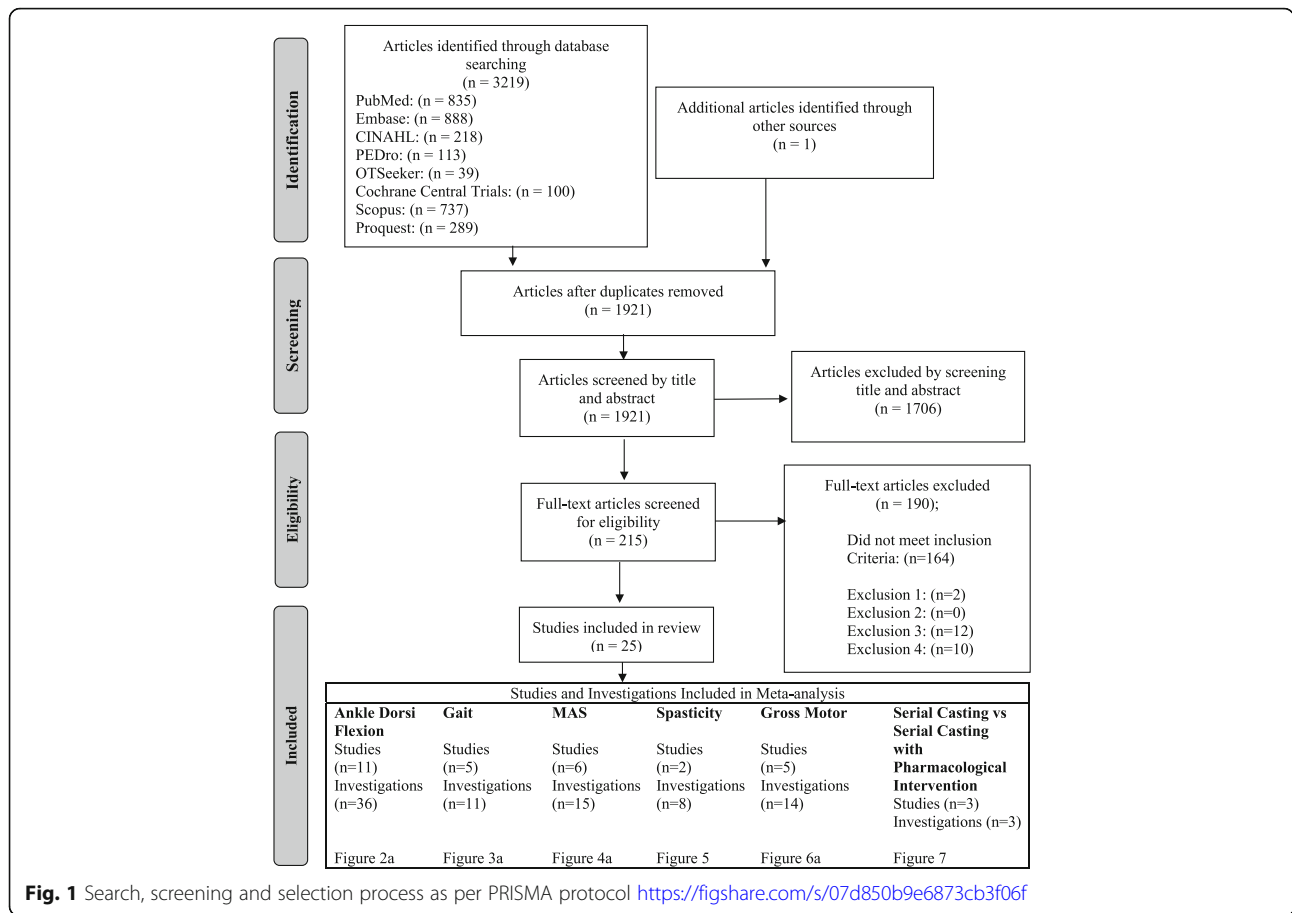 Identification
Articles identified through database
searching
(n = 3219)
PubMed: (n = 835)
Embase: (n = 888)
CINAHL: (n = 218)
PEDro: (n = 113)
OTSeeker: (n = 39)
Cochrane Central Trials: (n = 100)
Scopus: (n = 737)
Proquest: (n = 289)
Additional articles identified through
other sources
(n = 1)
Screening
Articles after duplicates removed
(n = 1921)
Articles screened by title
and abstract
(n = 1921)
Articles excluded by screening
title and abstract
(n = 1706)
Eligibility
Full-text articles screened
for eligibility
(n = 215)
Full-text articles excluded
(n = 190);
Did not meet inclusion
Criteria: (n=164)
Exclusion 1: (n=2)
Exclusion 2: (n=0)
Exclusion 3: (n=12)
Exclusion 4: (n=10)
Included
Studies included in review
(n = 25)
Studies and Investigations Included in Meta-analysis
Ankle Dorsi
Flexion
Studies
(n=11)
Investigations
(n=36)
Figure 2a
Gait
Studies
(n=5)
Investigations
(n=11)
Figure 3a
MAS
Studies
(n=6)
Investigations
(n=15)
Figure 4a
Spasticity
Studies
(n=2)
Investigations
(n=8)
Figure 5
Gross Motor
Studies
(n=5)
Investigations
(n=14)
Figure 6a
Serial Casting vs
Serial Casting
with
Pharmacological
Intervention
Studies (n=3)
Investigations (n=3)
Figure 7
Fig. 1 Search, screening and selection process as per PRISMA protocol https://figshare.com/s/07d850b9e6873cb3f06f